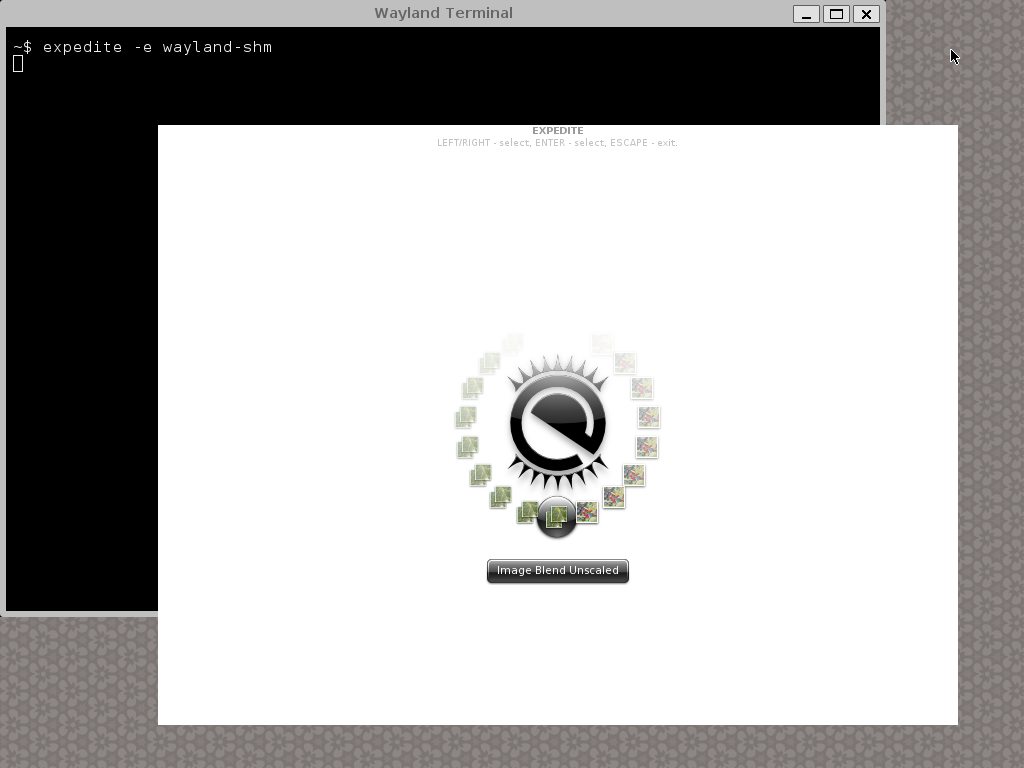 Wayland Terminal
~$ expedite -e wayland-shm
EXPEDITE
LEFT/RIGHT - select, ENTER - select, ESCAPE - exit.
Image Blend Unscaled